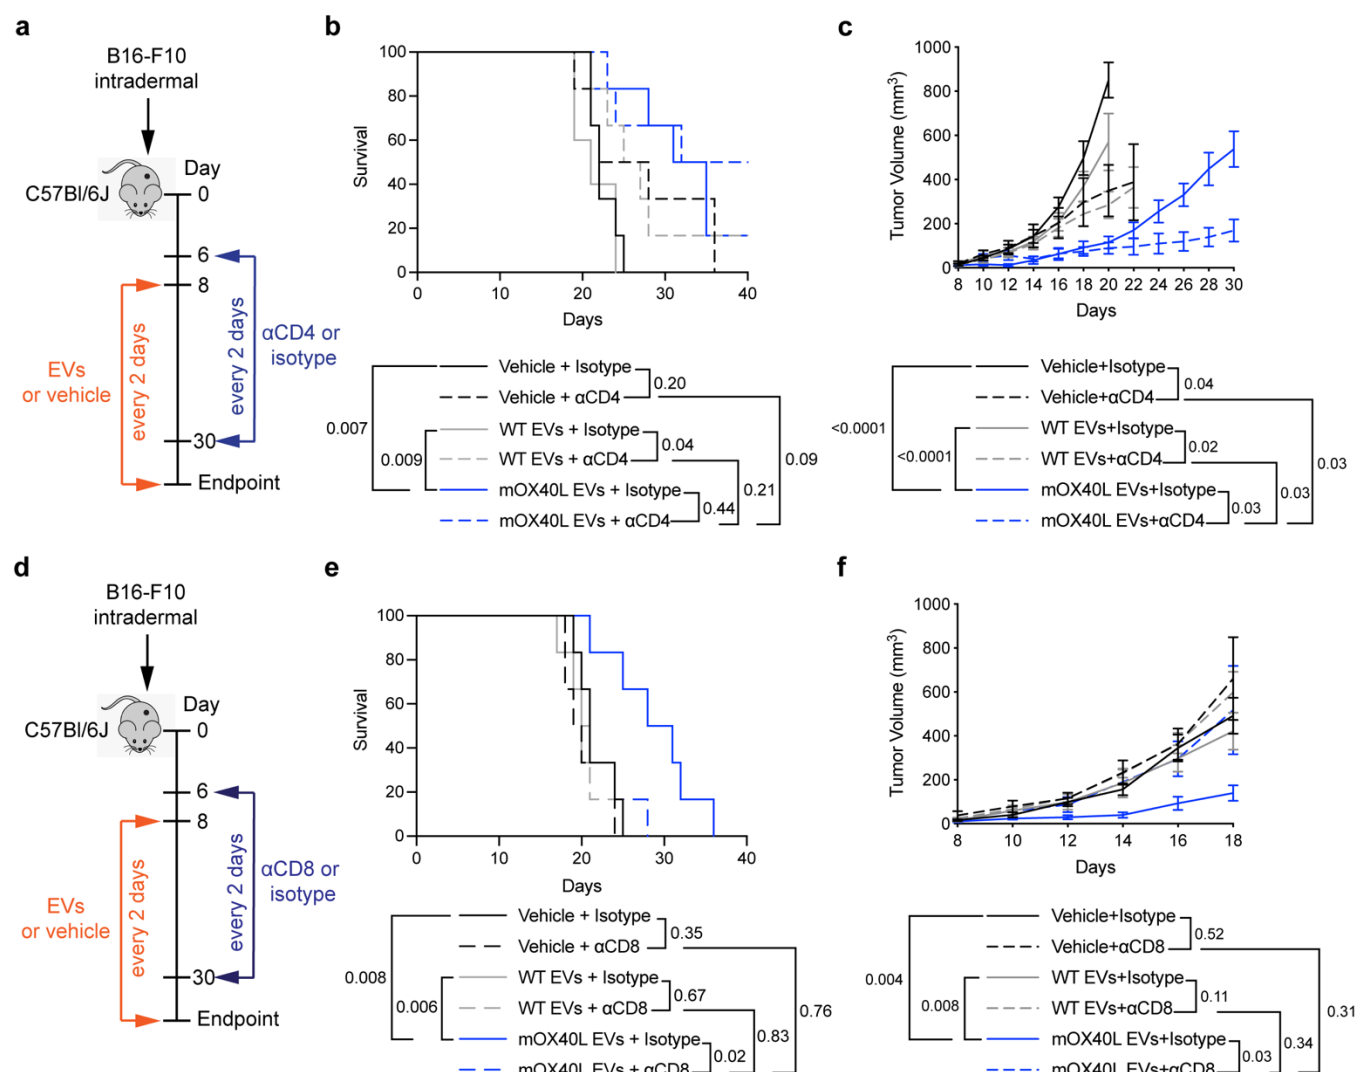 a
B16-F10
intradermal
Day
C57Bl/6J
0
6
8
every 2 days
every 2 days
αCD4 or
isotype
EVs
or vehicle
30
Endpoint
b
100
80
60
40
20
0
Survival
0
10
20
30
40
Days
Vehicle + Isotype
Vehicle + αCD4
WT EVs + Isotype
WT EVs + αCD4
mOX40L EVs + Isotype
mOX40L EVs + αCD4
0.20
0.007
0.04
0.009
0.09
0.21
0.44
c
1000
800
600
400
200
0
Tumor Volume (mm³)
8 10 12 14 16 18 20 22 24 26 28 30
Days
Vehicle+Isotype
Vehicle+αCD4
WT EVs+Isotype
WT EVs+αCD4
mOX40L EVs+Isotype
mOX40L EVs+αCD4
0.04
<0.0001
0.02
<0.0001
0.03
0.03
0.03
d
B16-F10
intradermal
Day
C57Bl/6J
0
6
8
every 2 days
every 2 days
αCD8 or
isotype
EVs
or vehicle
30
Endpoint
e
100
80
60
40
20
0
Survival
0
10
20
30
40
Days
Vehicle + Isotype
Vehicle + αCD8
WT EVs + Isotype
WT EVs + αCD8
mOX40L EVs + Isotype
mOX40L EVs + αCD8
0.35
0.008
0.67
0.006
0.76
0.83
0.02
f
1000
800
600
400
200
0
Tumor Volume (mm³)
8
10
12
14
16
18
Days
Vehicle+Isotype
Vehicle+αCD8
WT EVs+Isotype
WT EVs+αCD8
mOX40L EVs+Isotype
mOX40L EVs+αCD8
0.52
0.004
0.11
0.008
0.31
0.34
0.03